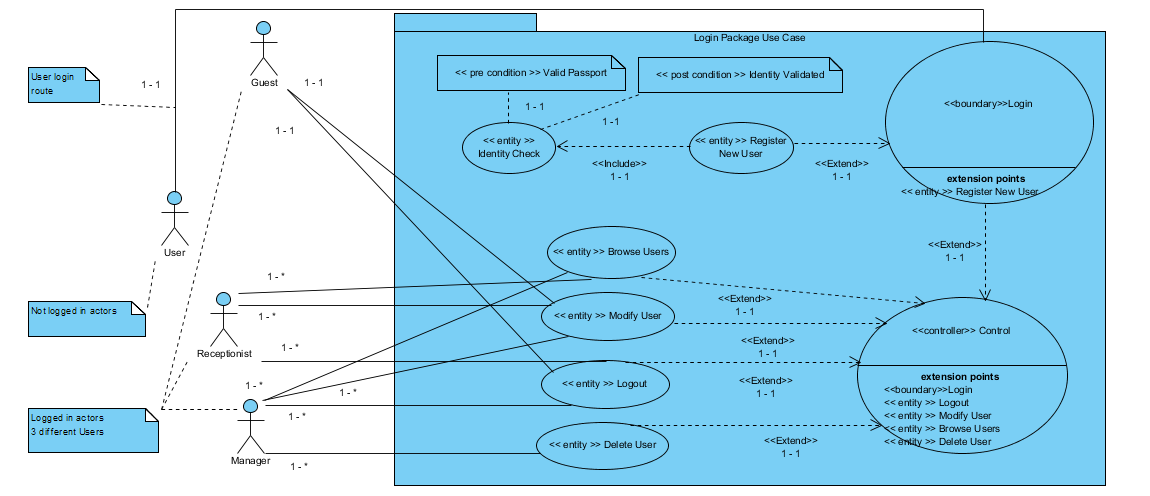 Login Package Use Case
User login
route
1 - 1
Guest
1 - 1
1 - 1
<< pre condition >> Valid Passport
<< post condition >> Identity Validated
1 - 1
1 -1
<< entity >>
Identity Check
<<Include>>
1 - 1
<< entity >> Register
New User
<<Extend>>
1 - 1
<<boundary>>Login
extension points
<< entity >> Register New User
<<Extend>>
1 - 1
User
Not logged in actors
Receptionist
1 - *
1 - *
1 - *
<< entity >> Browse Users
<< entity >> Modify User
<<Extend>>
1 - 1
<<Extend>>
1 - 1
<< entity >> Logout
<<Extend>>
1 - 1
<< entity >> Delete User
<<Extend>>
1 - 1
<<controller>> Control
extension points
<<boundary>>Login
<< entity >> Logout
<< entity >> Modify User
<< entity >> Browse Users
<< entity >> Delete User
Logged in actors
3 different Users
Manager
1 - *
1 - *
1 - *
1 - *